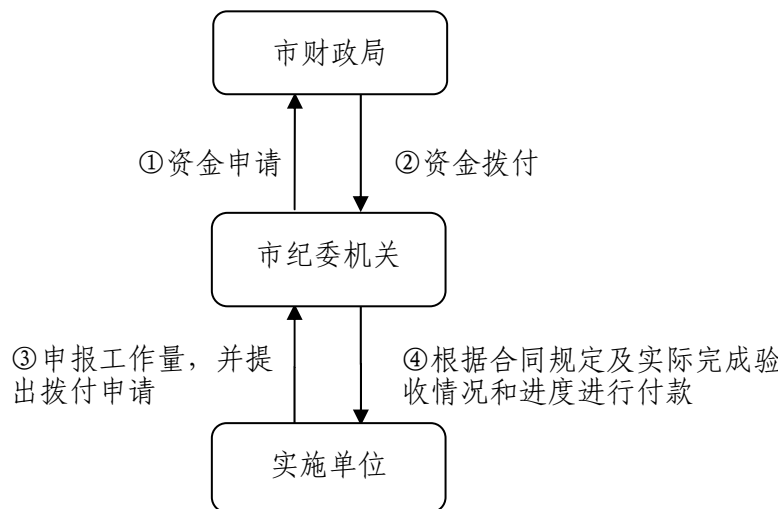 市财政局
①资金申请
②资金拨付
市纪委机关
③申报工作量，并提
出拨付申请
④根据合同规定及实际完成验
收情况和进度进行付款
实施单位